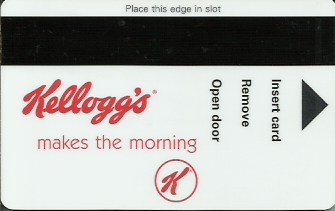 Place this edge in slot
Kellogg's®
makes the morning
K
Insert card
Remove
Open door